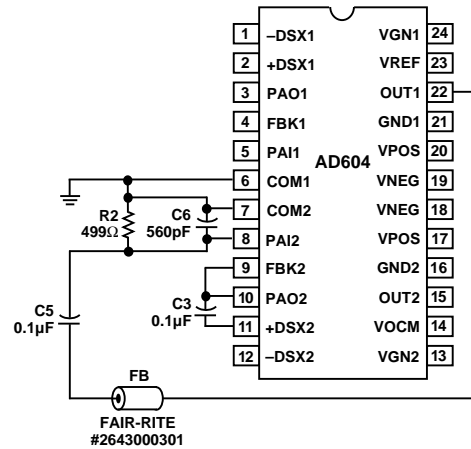 1 –DSX1 VGN1 24
2 +DSX1 VREF 23
3 PAO1 OUT1 22
4 FBK1 GND1 21
5 PAI1 VPOS 20
AD604
6 COM1 VNEG 19
7 COM2 VNEG 18
8 PAI2 VPOS 17
9 FBK2 GND2 16
10 PAO2 OUT2 15
11 +DSX2 VOCM 14
12 –DSX2 VGN2 13
R2
499Ω
C6
560pF
C5
0.1µF
C3
0.1µF
FB
FAIR-RITE
#2643000301